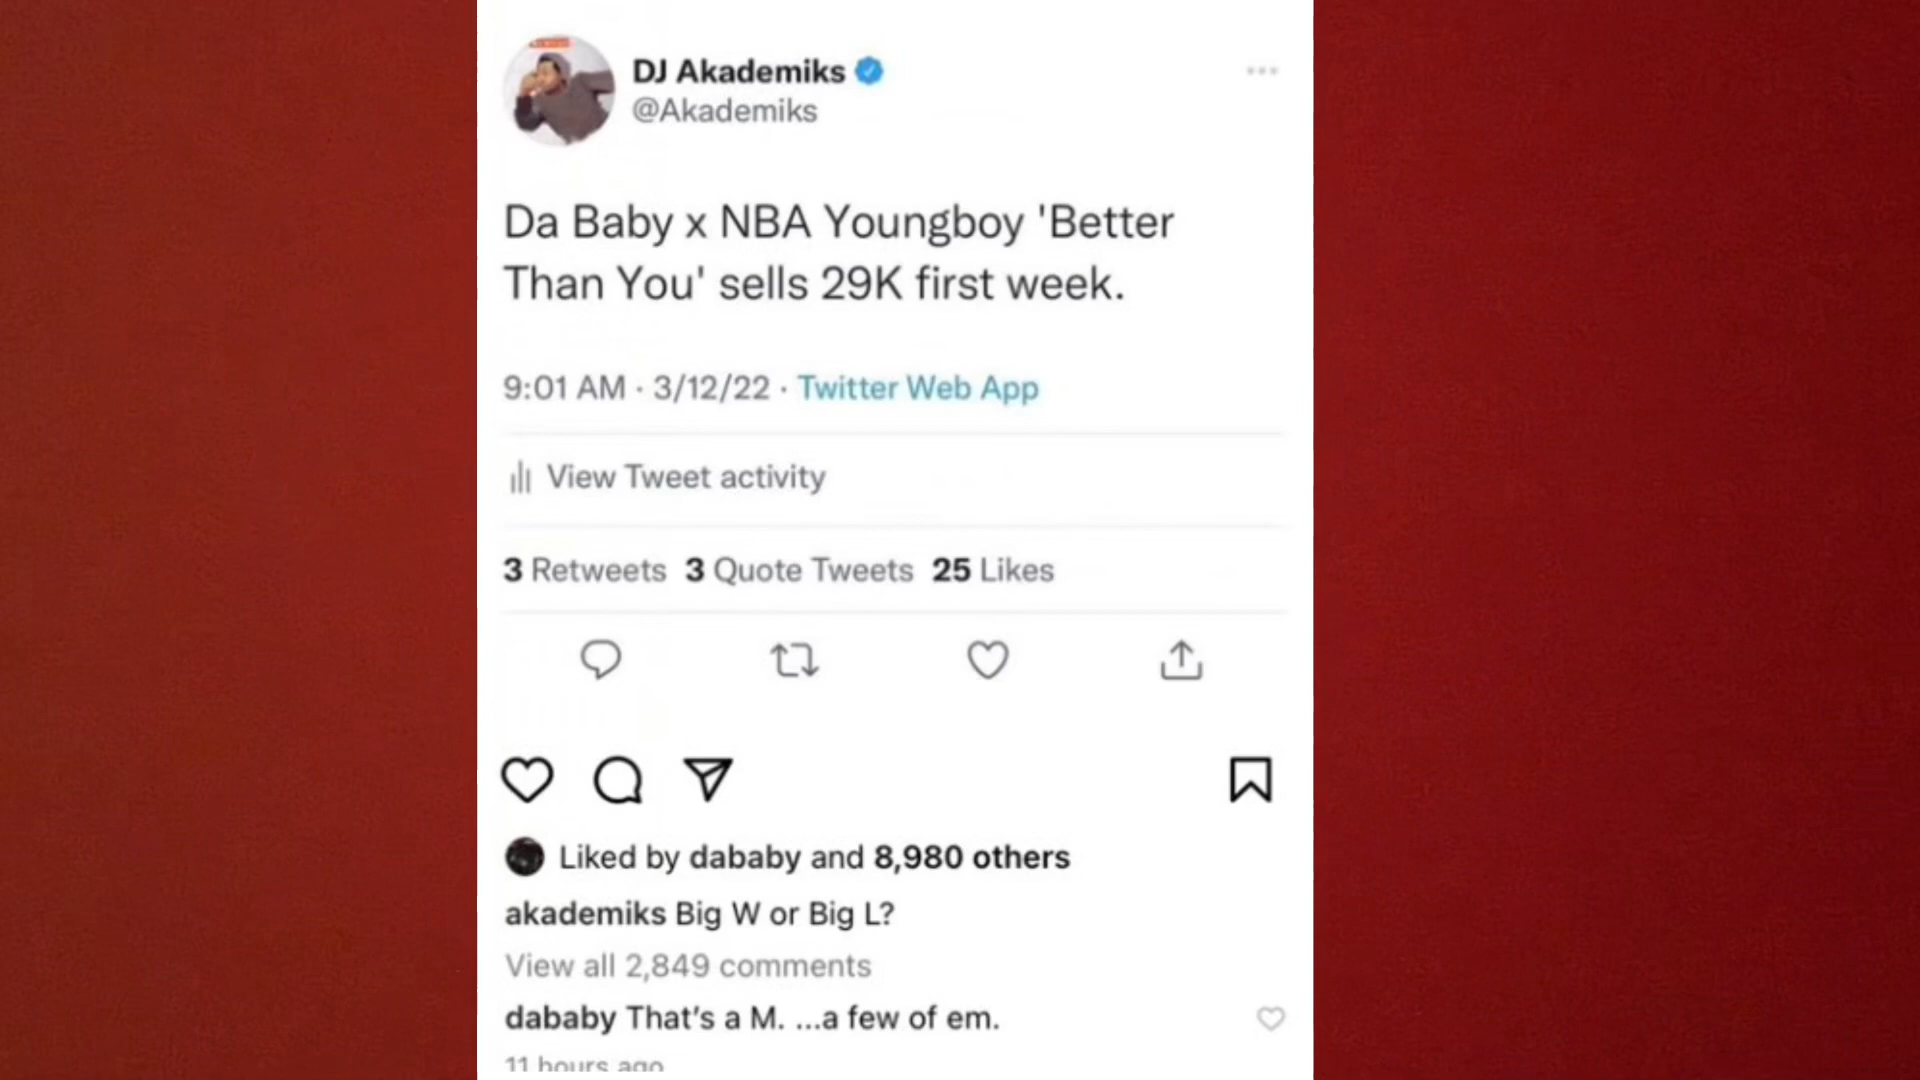 DJ Akademiks
@Akademiks
Da Baby x NBA Youngboy 'Better
Than You' sells 29K first week.
9:01 AM · 3/12/22 · Twitter Web App
View Tweet activity
3 Retweets 3 Quote Tweets 25 Likes
Liked by dababy and 8,980 others
akademiks Big W or Big L?
View all 2,849 comments
dababy That's a M. ...a few of em.
11 hours ago